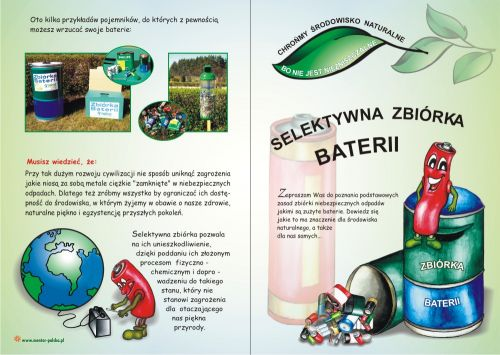 Oto kilka przykładów pojemników, do których z pewnością
możesz wrzucać swoje baterie:
Zbiórka
Baterii
Zbiórka
Baterii
Musisz wiedzieć, że:
Przy tak dużym rozwoju cywilizacji nie sposób uniknąć zagrożenia
jakie niosą za sobą metale ciężkie "zamknięte" w niebezpiecznych
odpadach. Dlatego też zróbmy wszystko by ograniczać ich dostę-
pność do środowiska, w którym żyjemy w obawie o nasze zdrowie,
naturalne piękno i egzystencję przyszłych pokoleń.
Selektywna zbiórka pozwala
na ich unieszkodliwienie,
dzięki poddaniu ich złożonym
procesom fizyczno -
- chemicznym i dopro -
wadzeniu do takiego
stanu, który nie
stanowi zagrożenia
dla otaczającego
nas piękna
przyrody.
www.master-polska.pl
CHROŃMY ŚRODOWISKO NATURALNE
BO NIE JEST NIEZNISZCZALNE
SELEKTYWNA ZBIÓRKA
BATERII
Zapraszam Was do poznania podstawowych
zasad zbiórki niebezpiecznych odpadów
jakimi są zużyte baterie. Dowiedz się
jakie to ma znaczenie dla środowiska
naturalnego, a także
dla nas samych...
ZBIÓRKA
BATERII